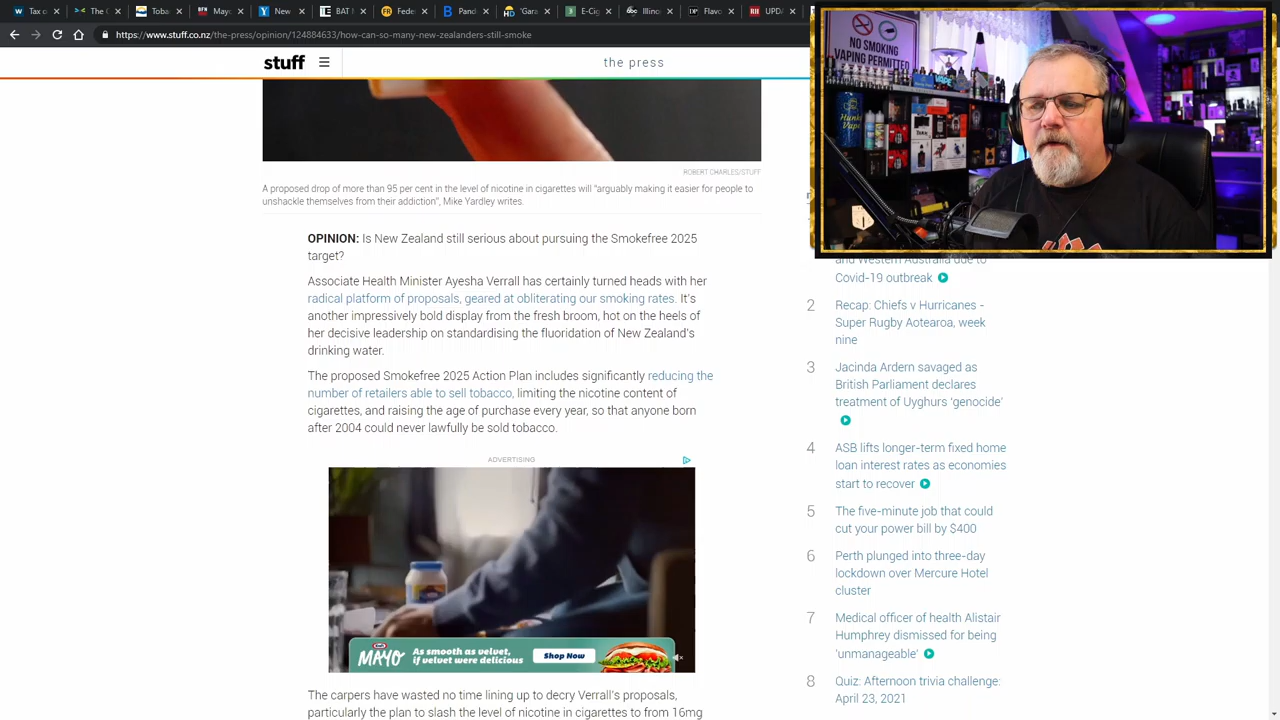 Tax o
The
Toba
May
New
Fr
Resp
Gars
E-C
Illinc
Flavo
UPDA
https://www.stuff.co.nz/the-press/opinion/124884633/how-can-so-many-new-zealanders-still-smoke
stuff
the press
NO SMOKING
VAPING PERMITTED
VAPE
ROBERT CHARLES/STUFF
A proposed drop of more than 95 per cent in the level of nicotine in cigarettes will "arguably making it easier for people to
unshackle themselves from their addiction", Mike Yardley writes.
OPINION: Is New Zealand still serious about pursuing the Smokefree 2025
target?
Associate Health Minister Ayesha Verrall has certainly turned heads with her
radical platform of proposals, geared at obliterating our smoking rates. It's
another impressively bold display from the fresh broom, hot on the heels of
her decisive leadership on standardising the fluoridation of New Zealand's
drinking water.
The proposed Smokefree 2025 Action Plan includes significantly reducing the
number of retailers able to sell tobacco, limiting the nicotine content of
cigarettes, and raising the age of purchase every year, so that anyone born
after 2004 could never lawfully be sold tobacco.
ADVERTISING
Kraft
MAYO
As smooth as velvet,
if velvet were delicious
Shop Now
The carpers have wasted no time lining up to decry Verrall's proposals,
particularly the plan to slash the level of nicotine in cigarettes to from 16mg
and Western Australia due to
Covid-19 outbreak
2
Recap: Chiefs v Hurricanes -
Super Rugby Aotearoa, week
nine
3
Jacinda Ardern savaged as
British Parliament declares
treatment of Uyghurs 'genocide'
4
ASB lifts longer-term fixed home
loan interest rates as economies
start to recover
5
The five-minute job that could
cut your power bill by $400
6
Perth plunged into three-day
lockdown over Mercure Hotel
cluster
7
Medical officer of health Alistair
Humphrey dismissed for being
'unmanageable'
8
Quiz: Afternoon trivia challenge:
April 23, 2021